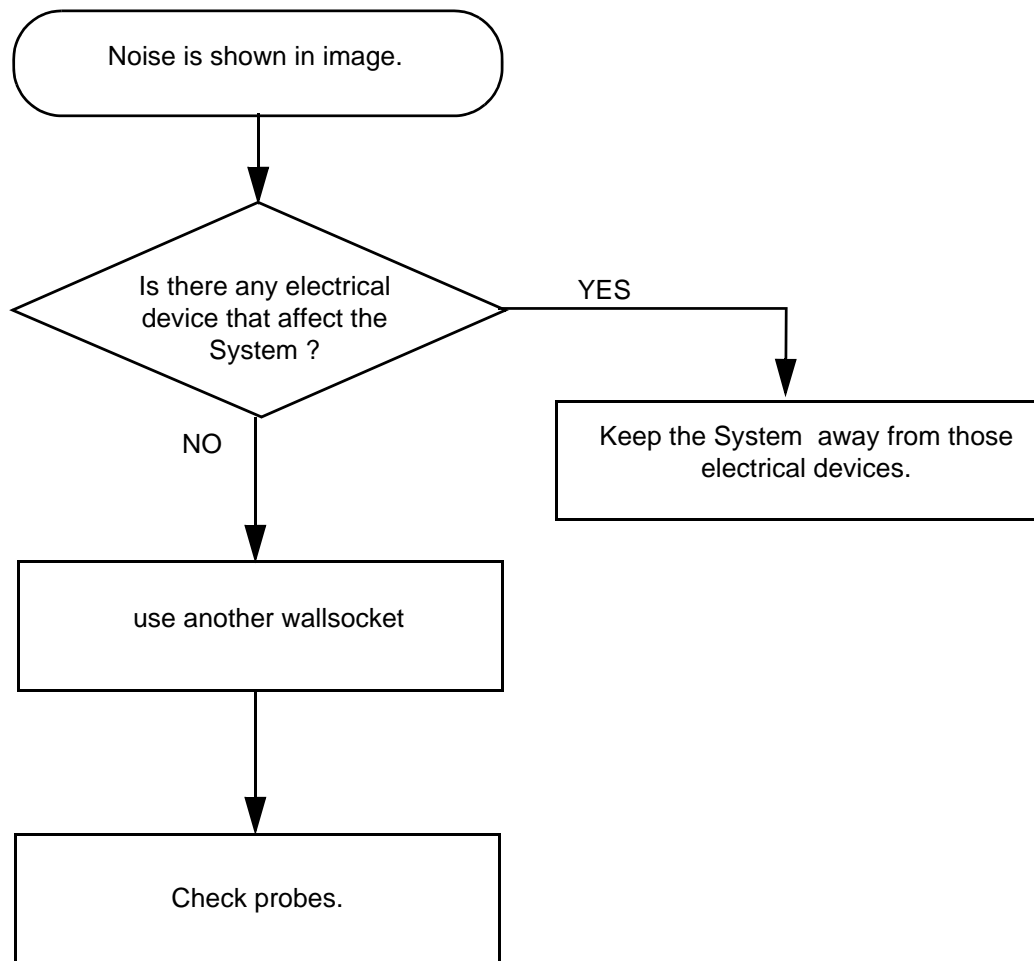 Noise is shown in image.
Is there any electrical
device that affect the
System ?
YES
NO
Keep the System  away from those
electrical devices.
use another wallsocket
Check probes.